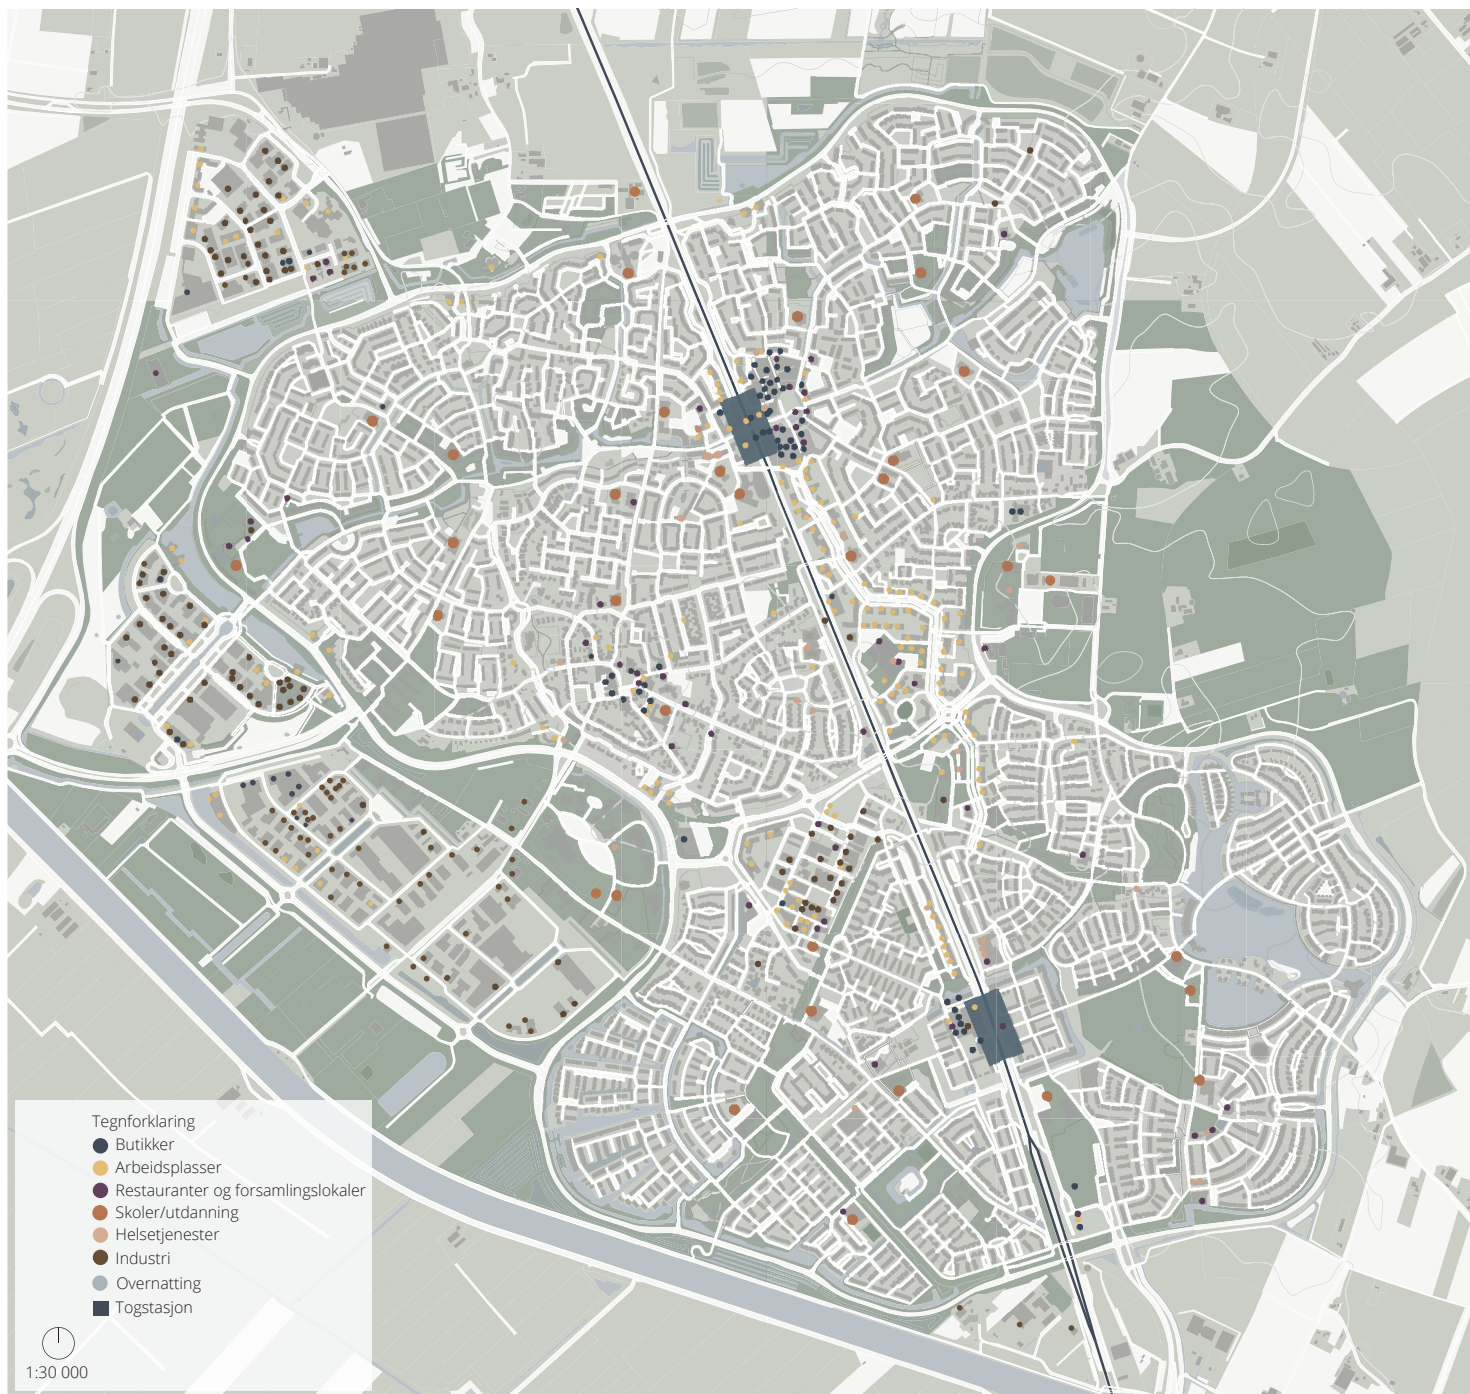 Tegnforklaring
Butikker
Arbeidsplasser
Restauranter og forsamlingslokaler
Skoler/utdanning
Helsetjenester
Industri
Overnatting
Togstasjon
1:30 000